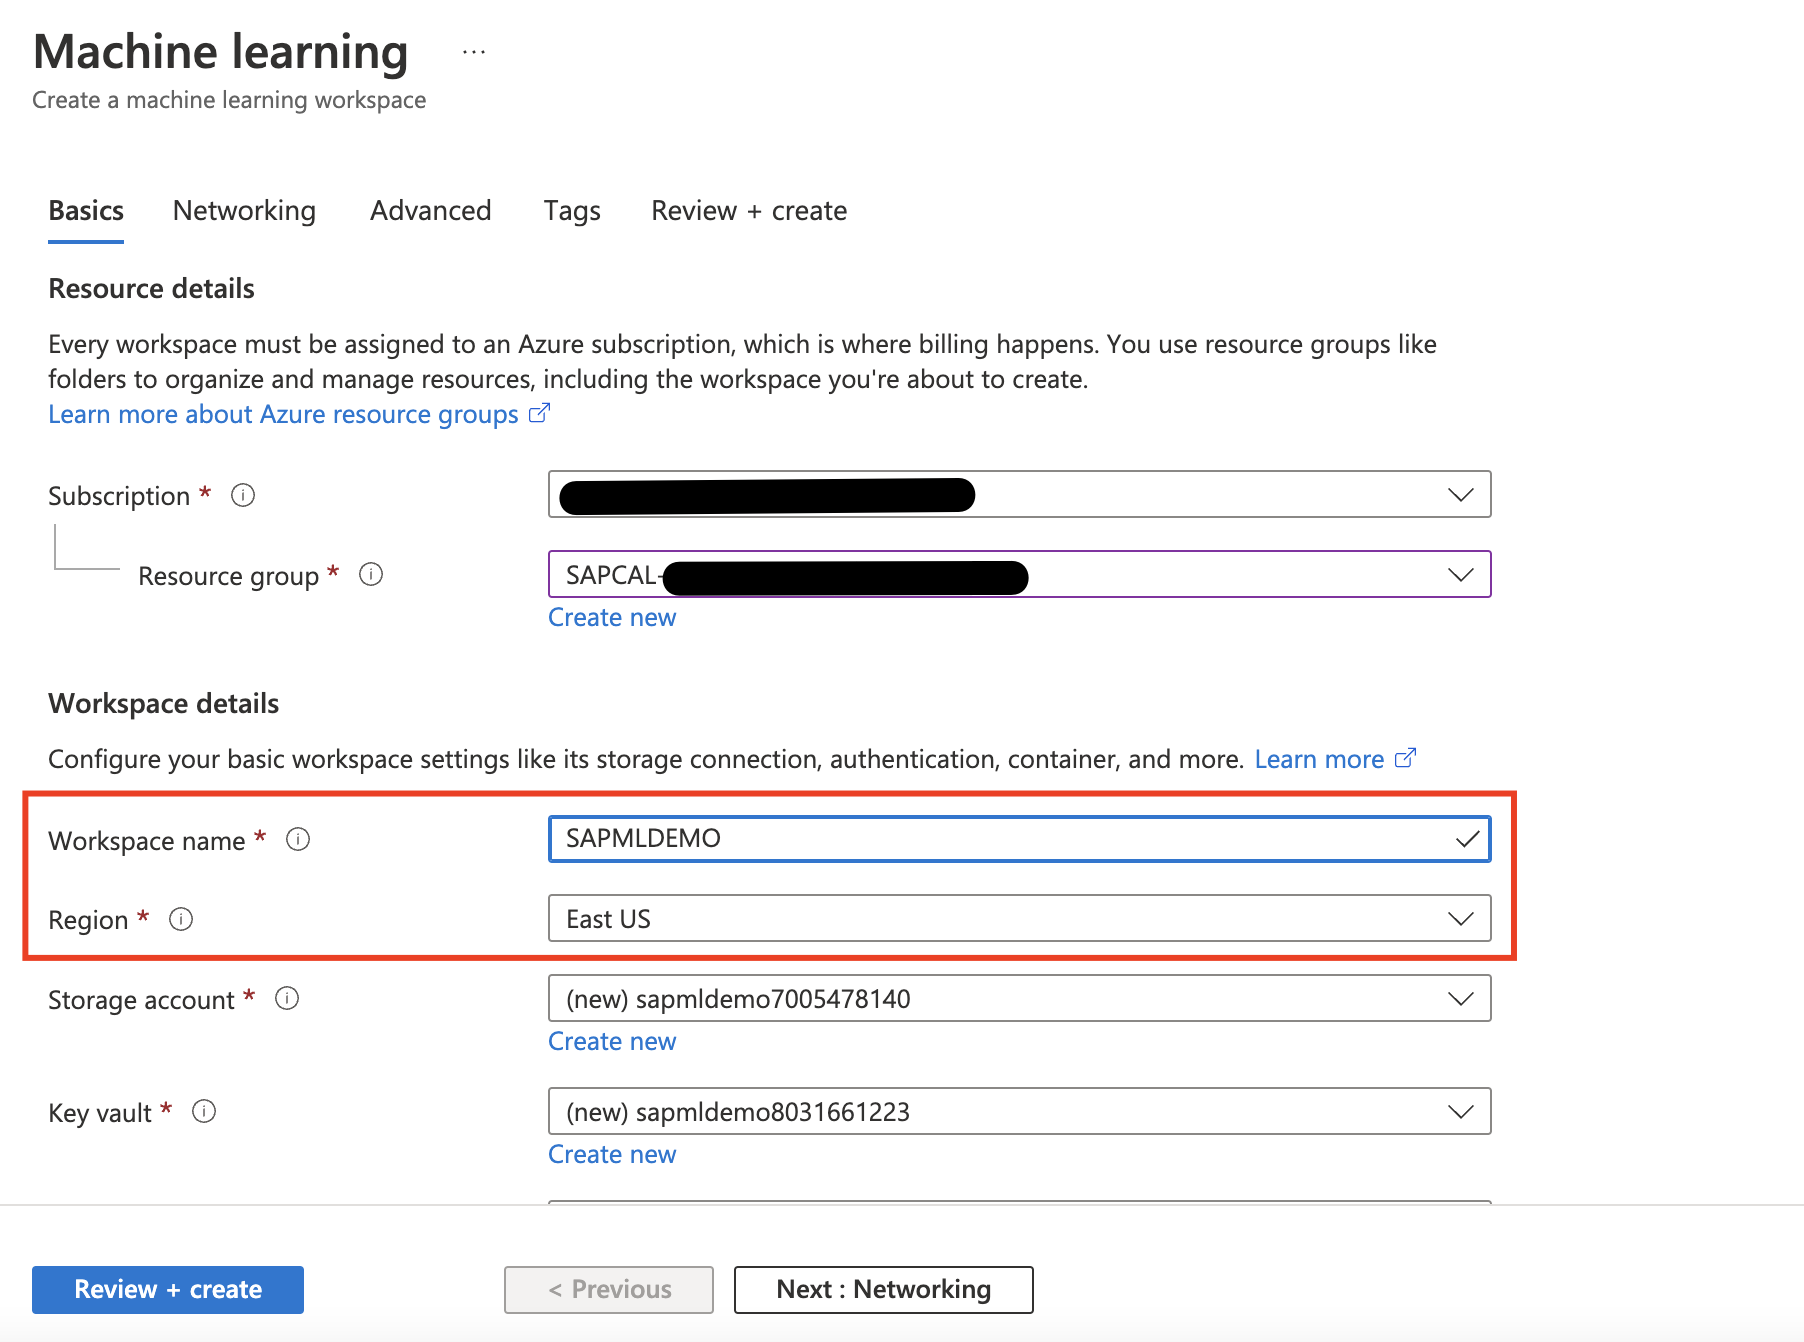 Machine learning ...
Create a machine learning workspace
Basics Networking Advanced Tags Review + create
Resource details
Every workspace must be assigned to an Azure subscription, which is where billing happens. You use resource groups like
folders to organize and manage resources, including the workspace you're about to create.
Learn more about Azure resource groups
Subscription *
Resource group * SAPCAL-
Create new
Workspace details
Configure your basic workspace settings like its storage connection, authentication, container, and more. Learn more
Workspace name * SAPMLDEMO
Region * East US
Storage account * (new) sapmldemo7005478140
Create new
Key vault * (new) sapmldemo8031661223
Create new
Review + create < Previous Next : Networking